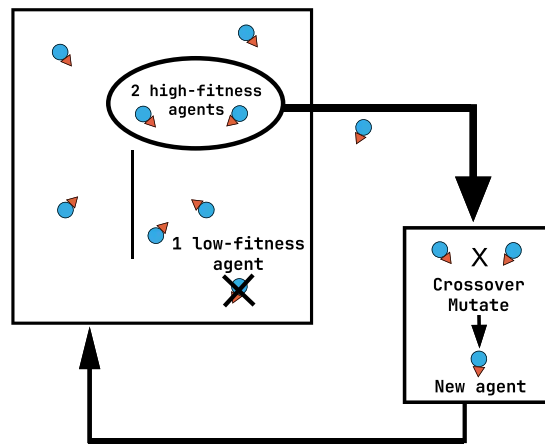 2 high-fitness
agents
1 low-fitness
agent
X
Crossover
Mutate
New agent